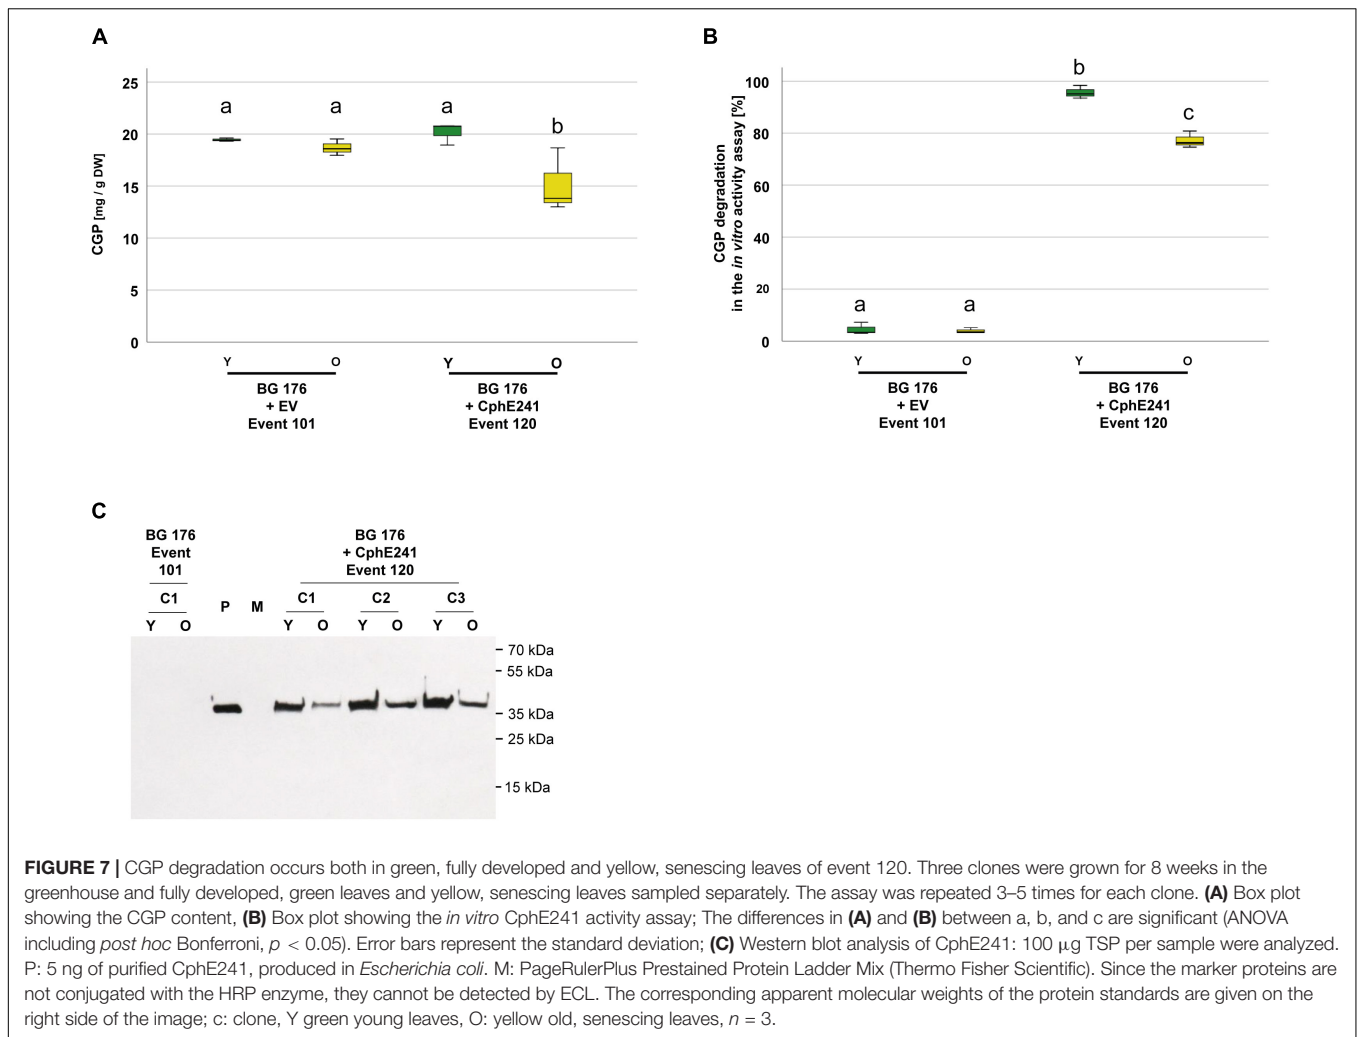 A
B
25
20
15
10
5
0
CGP [mg / g DW]
a
a
a
b
Y
O
Y
O
BG 176
+ EV
Event 101
BG 176
+ CphE241
Event 120
100
80
60
40
20
0
CGP degradation
in the in vitro activity assay [%]
a
a
b
c
Y
O
Y
O
BG 176
+ EV
Event 101
BG 176
+ CphE241
Event 120
C
BG 176
Event
101
C1
Y O
P M
BG 176
+ CphE241
Event 120
C1 C2 C3
Y O Y O Y O
70 kDa
55 kDa
35 kDa
25 kDa
15 kDa
FIGURE 7 | CGP degradation occurs both in green, fully developed and yellow, senescing leaves of event 120. Three clones were grown for 8 weeks in the
greenhouse and fully developed, green leaves and yellow, senescing leaves sampled separately. The assay was repeated 3–5 times for each clone. (A) Box plot
showing the CGP content, (B) Box plot showing the in vitro CphE241 activity assay; The differences in (A) and (B) between a, b, and c are significant (ANOVA
including post hoc Bonferroni, p < 0.05). Error bars represent the standard deviation; (C) Western blot analysis of CphE241: 100 μg TSP per sample were analyzed.
P: 5 ng of purified CphE241, produced in Escherichia coli. M: PageRulerPlus Prestained Protein Ladder Mix (Thermo Fisher Scientific). Since the marker proteins are
not conjugated with the HRP enzyme, they cannot be detected by ECL. The corresponding apparent molecular weights of the protein standards are given on the
right side of the image; c: clone, Y green young leaves, O: yellow old, senescing leaves, n = 3.